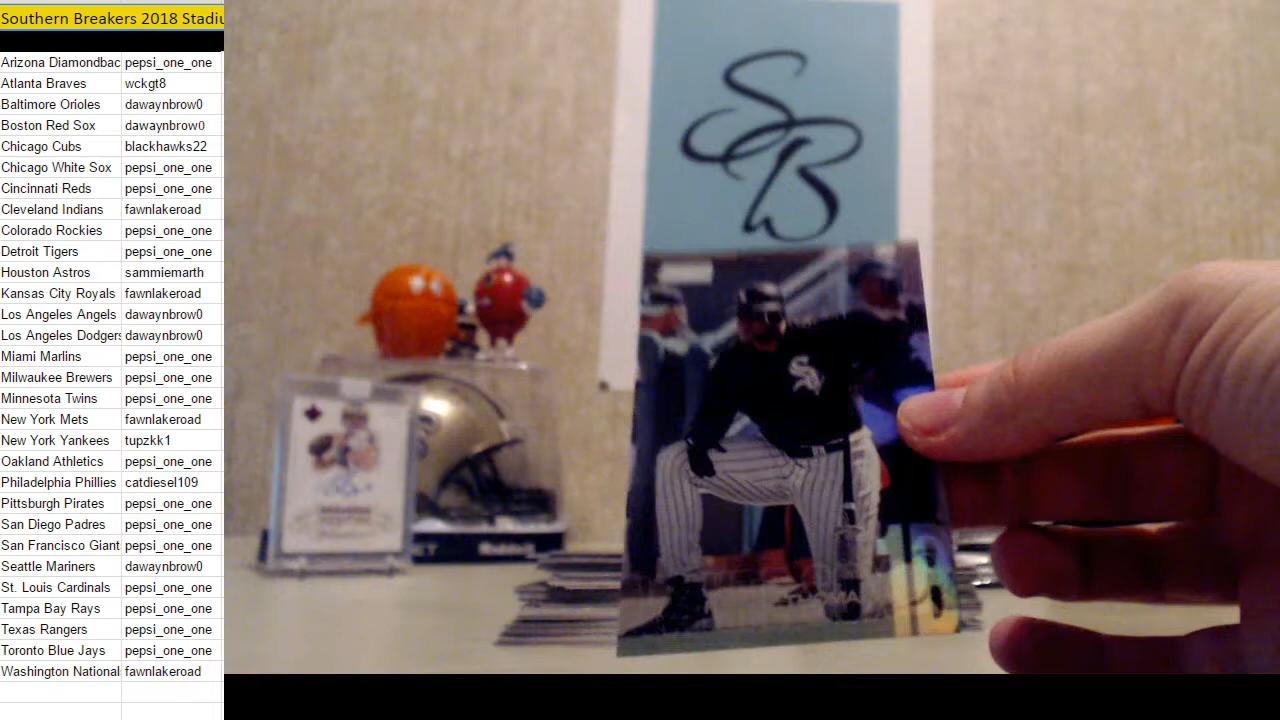 Southern Breakers 2018 Stadiu
Arizona Diamondbac pepsi_one_one
Atlanta Braves wckgt8
Baltimore Orioles dawaynbrow0
Boston Red Sox dawaynbrow0
Chicago Cubs blackhawks22
Chicago White Sox pepsi_one_one
Cincinnati Reds pepsi_one_one
Cleveland Indians fawnlakeroad
Colorado Rockies pepsi_one_one
Detroit Tigers pepsi_one_one
Houston Astros sammiemarth
Kansas City Royals fawnlakeroad
Los Angeles Angels dawaynbrow0
Los Angeles Dodgers dawaynbrow0
Miami Marlins pepsi_one_one
Milwaukee Brewers pepsi_one_one
Minnesota Twins pepsi_one_one
New York Mets fawnlakeroad
New York Yankees tupzkk1
Oakland Athletics pepsi_one_one
Philadelphia Phillies catdiesel109
Pittsburgh Pirates pepsi_one_one
San Diego Padres pepsi_one_one
San Francisco Giant pepsi_one_one
Seattle Mariners dawaynbrow0
St. Louis Cardinals pepsi_one_one
Tampa Bay Rays pepsi_one_one
Texas Rangers pepsi_one_one
Toronto Blue Jays pepsi_one_one
Washington National fawnlakeroad
SB